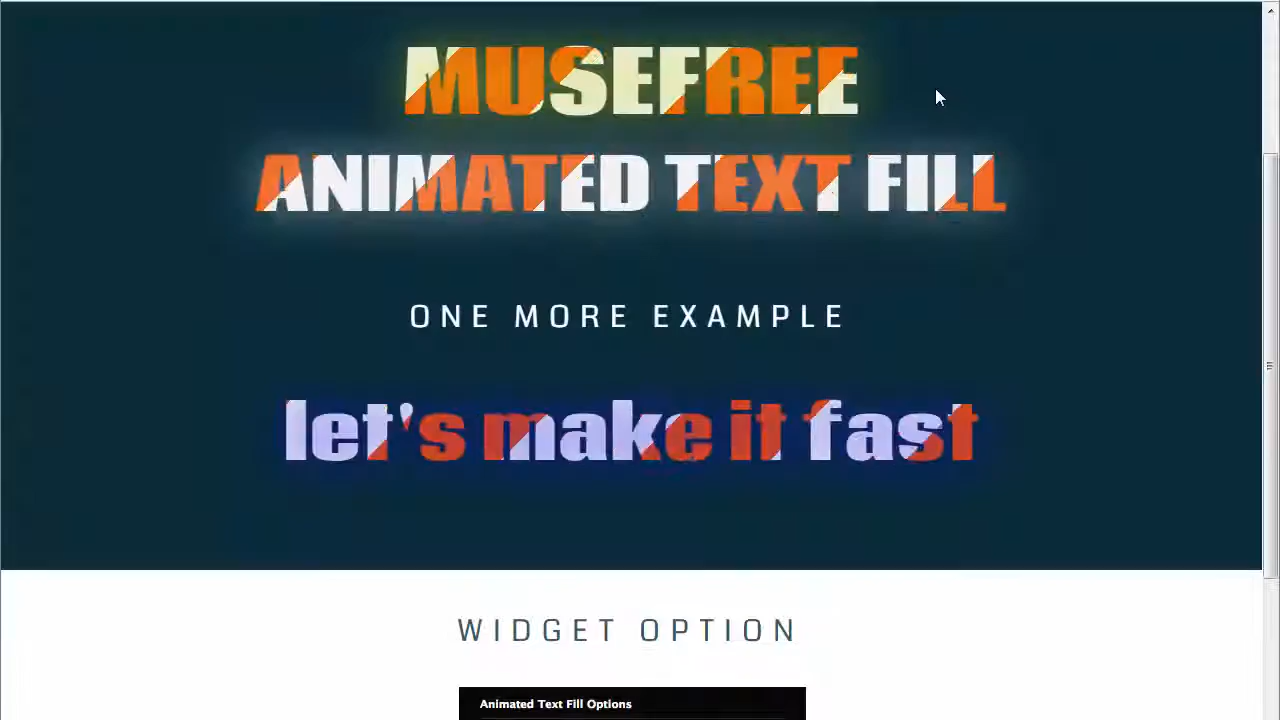 MUSEFREE
ANIMATED TEXT FILL
ONE MORE EXAMPLE
let's make it fast
WIDGET OPTION
Animated Text Fill Options